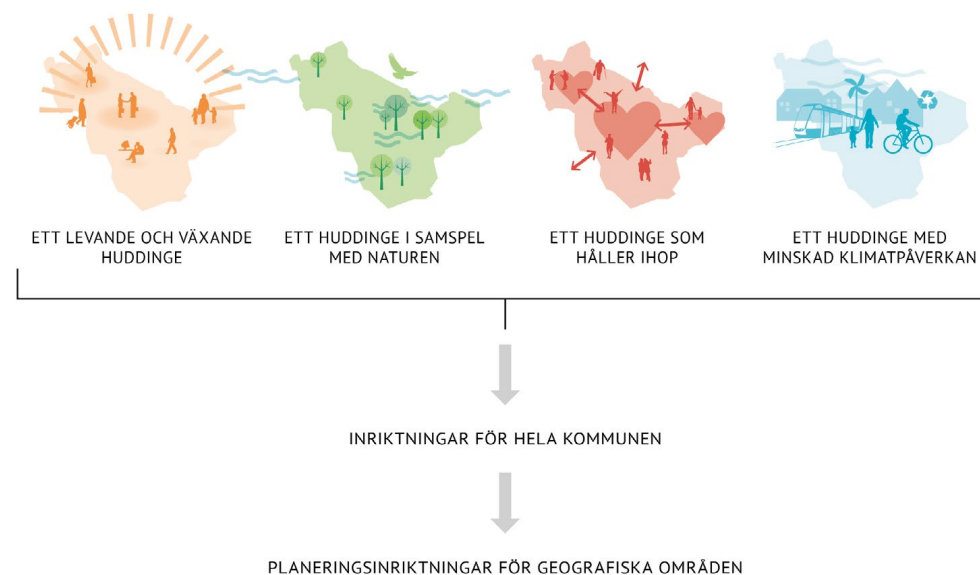 ETT LEVANDE OCH VÄXANDE
HUDDINGE
ETT HUDDINGE I SAMSPEL
MED NATUREN
ETT HUDDINGE SOM
HÅLLER IHOP
ETT HUDDINGE MED
MINSKAD KLIMATPÅVERKAN
INRIKTNINGAR FÖR HELA KOMMUNEN
PLANERINGSINRIKTNINGAR FÖR GEOGRAFISKA OMRÅDEN